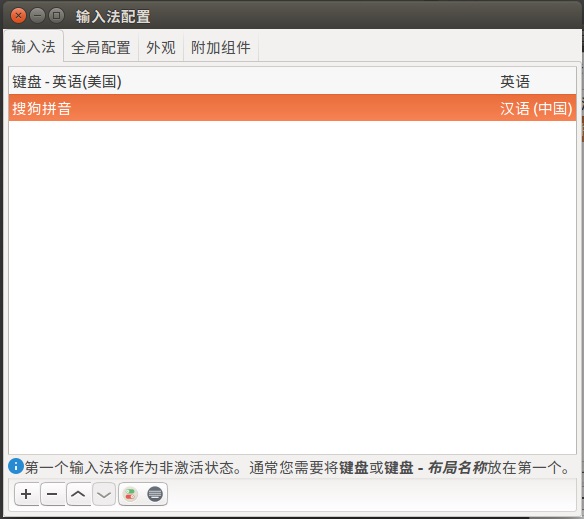 输入法配置
输入法 全局配置 外观 附加组件
键盘 - 英语(美国) 英语
搜狗拼音 汉语 (中国)
第一个输入法将作为非激活状态。通常您需要将键盘或键盘 - 布局名称放在第一个。